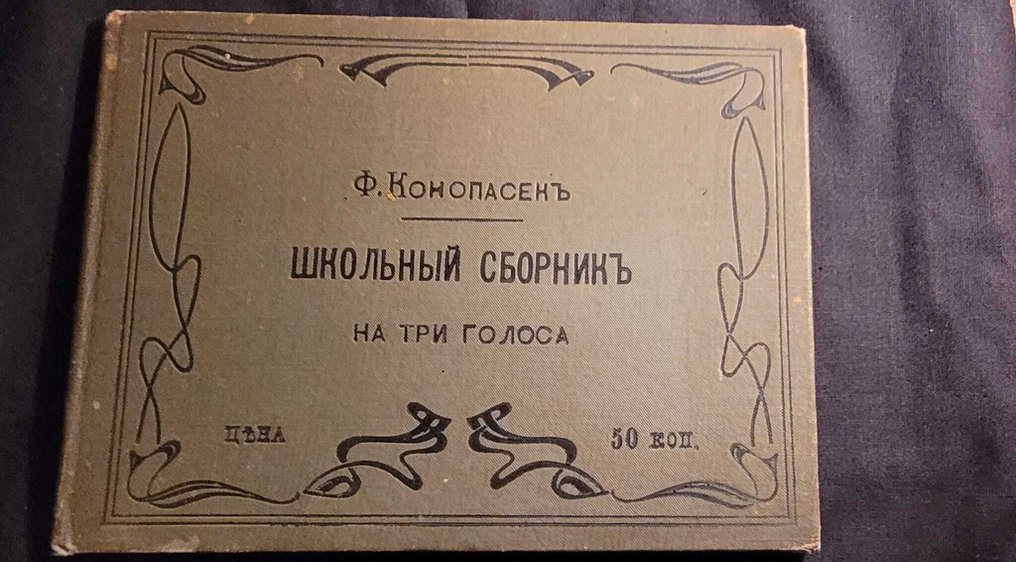 Ф. Конопасекъ
ШКОЛЬНЫЙ СБОРНИКЪ
НА ТРИ ГОЛОСА
ЦѢНА 50 коп.